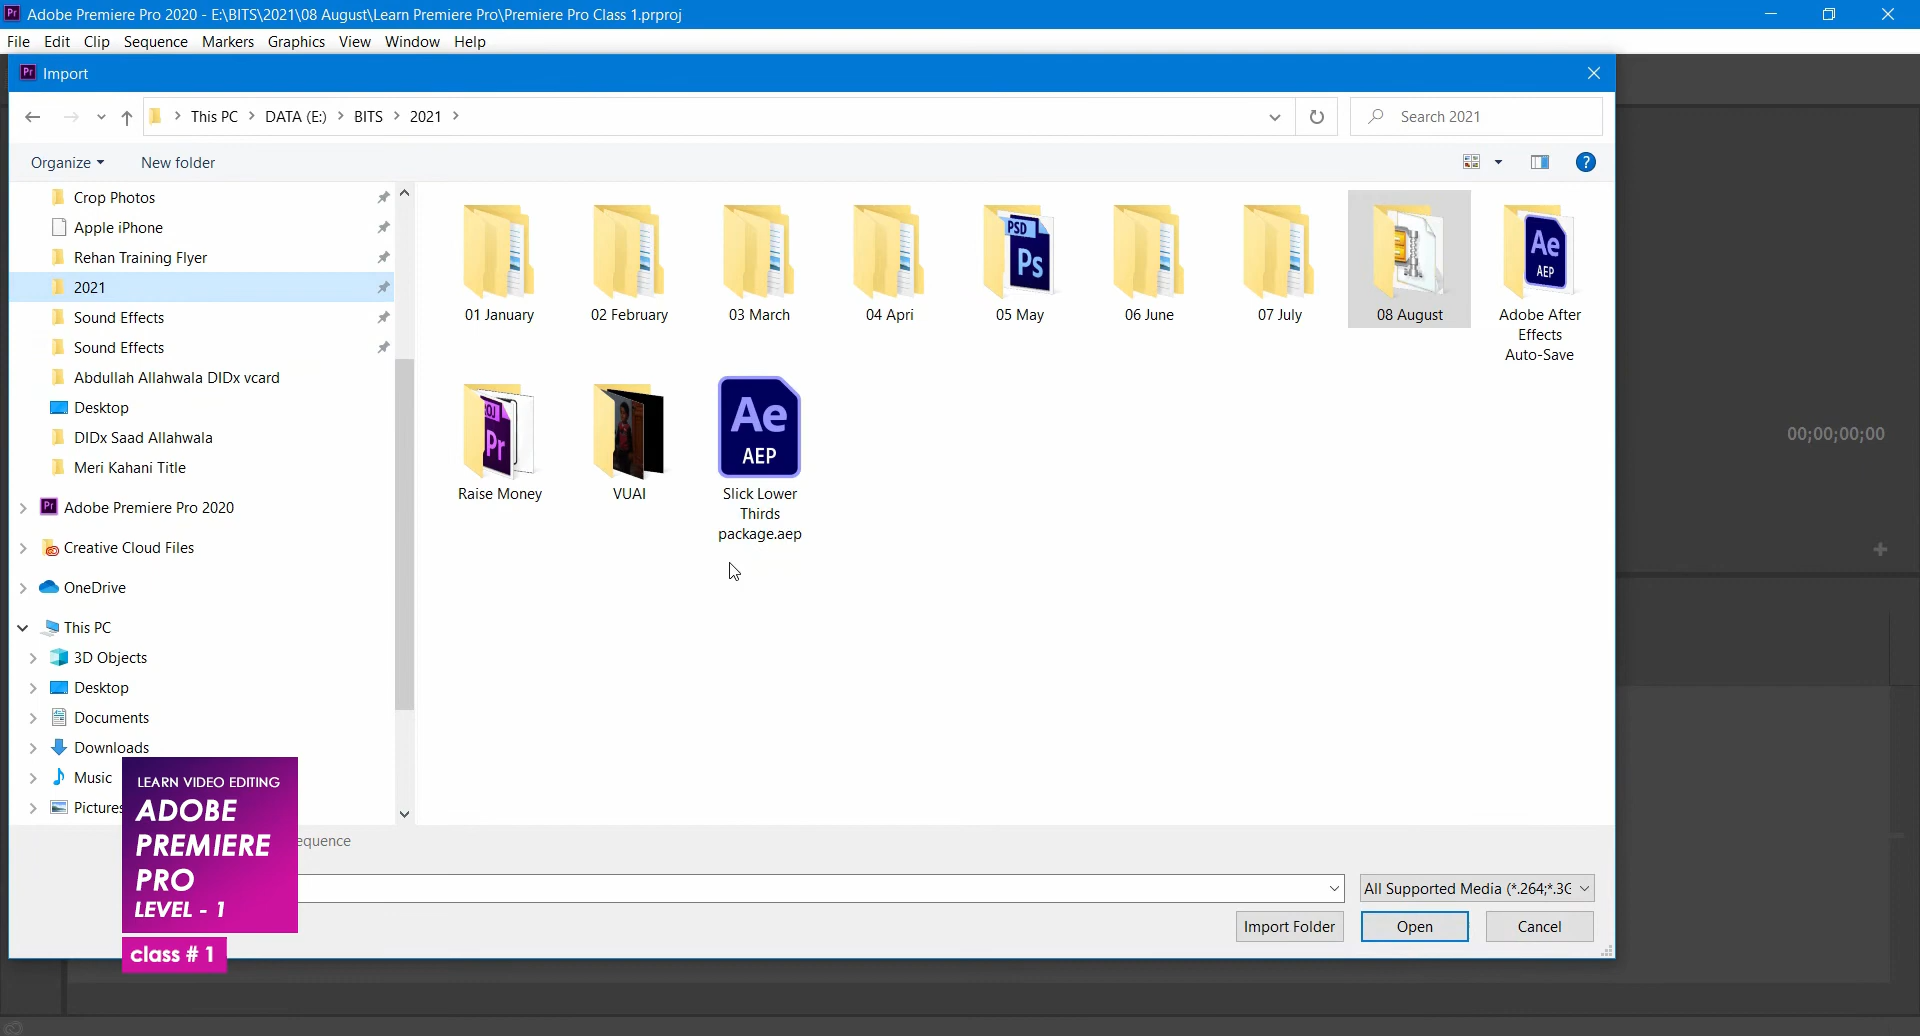 Adobe Premiere Pro 2020 - E:\BITS\2021\08 August\Learn Premiere Pro\Premiere Pro Class 1.prproj
File Edit Clip Sequence Markers Graphics View Window Help
Import
This PC DATA (E:) BITS 2021
Search 2021
Organize New folder
Crop Photos
Apple iPhone
Rehan Training Flyer
2021
Sound Effects
Sound Effects
Abdullah Allahwala DIDx vcard
Desktop
DIDx Saad Allahwala
Meri Kahani Title
Adobe Premiere Pro 2020
Creative Cloud Files
OneDrive
This PC
3D Objects
Desktop
Documents
Downloads
Music
Pictures
01 January
02 February
03 March
04 Apri
PSD
Ps
05 May
06 June
07 July
08 August
Ae
AEP
Adobe After
Effects
Auto-Save
Pr
Raise Money
VUAI
Ae
AEP
Slick Lower
Thirds
package.aep
00;00;00;00
equence
All Supported Media (*.264;*.3G
Import Folder Open Cancel
LEARN VIDEO EDITING
ADOBE
PREMIERE
PRO
LEVEL - 1
class # 1